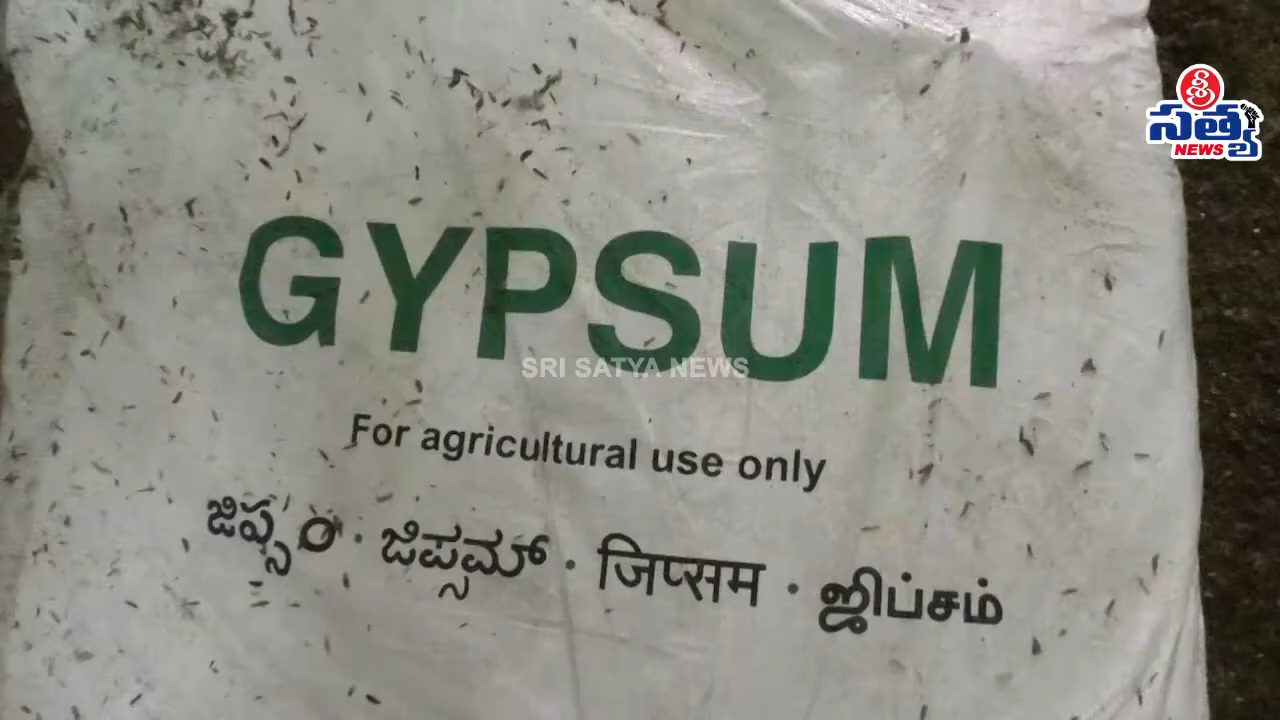 శ్రీ
సత్య
NEWS
GYPSUM
SRI SATYA NEWS
For agricultural use only
జిప్సం · ಜಿಪ್ಸಮ್ · जिप्सम · ஜிப்சம்